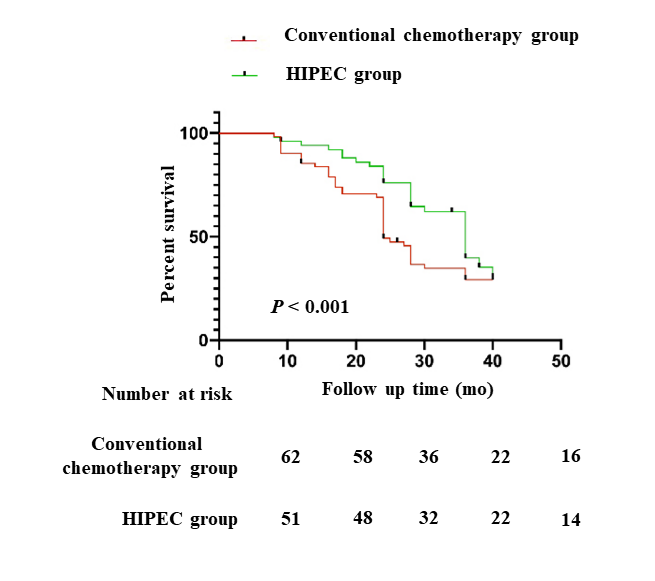 Conventional chemotherapy group
HIPEC group
Percent survival
100
50
0
P < 0.001
0 10 20 30 40 50
Follow up time (mo)
Number at risk
Conventional
chemotherapy group 62 58 36 22 16
HIPEC group 51 48 32 22 14